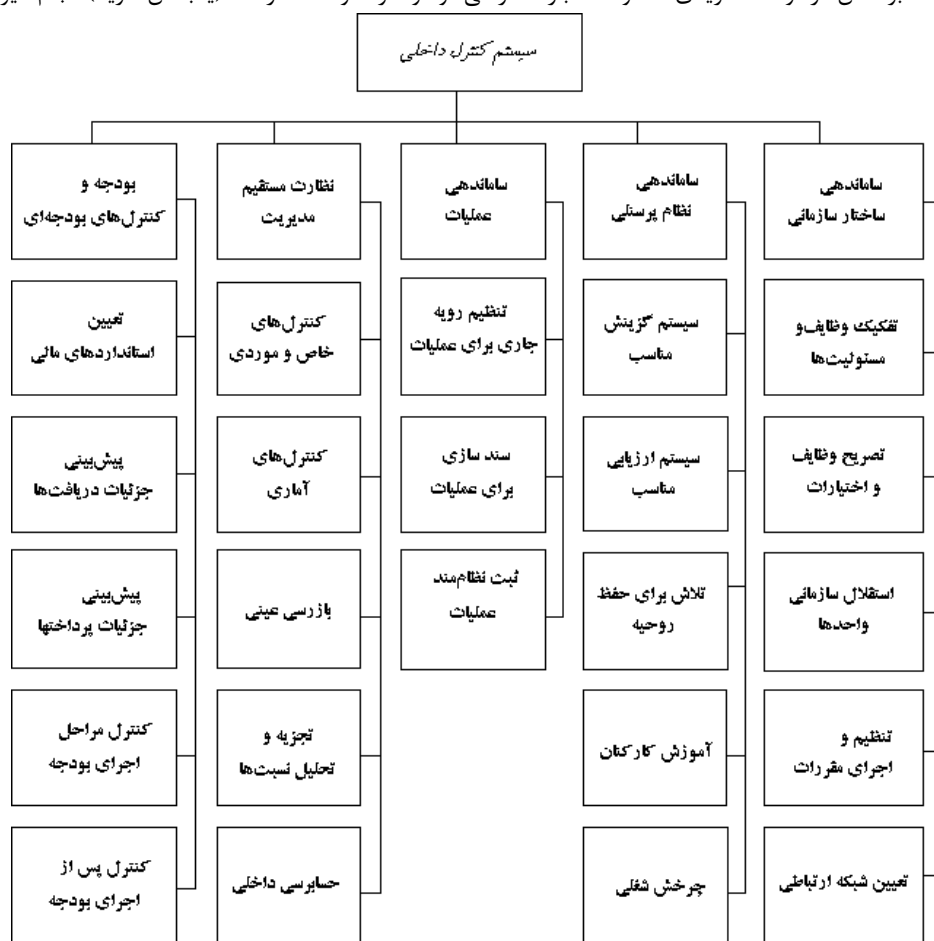 سیستم کنترل داخلی
ساماندهی
ساختار سازمانی
تفکیک وظایف و
مسئولیت‌ها
تصریح وظایف
و اختیارات
استقلال سازمانی
واحدها
تنظیم و
اجرای مقررات
تعیین شبکه ارتباطی
ساماندهی
نظام پرسنلی
سیستم گزینش
مناسب
سیستم ارزیابی
مناسب
تلاش برای حفظ
روحیه
آموزش کارکنان
چرخش شغلی
ساماندهی
عملیات
تنظیم رویه
جاری برای عملیات
سند سازی
برای عملیات
ثبت نظام‌مند
عملیات
نظارت مستقیم
مدیریت
کنترل‌های
خاص و موردی
کنترل‌های
آماری
بازرسی عینی
تجزیه و
تحلیل نسبت‌ها
حسابرسی داخلی
بودجه و
کنترل‌های بودجه‌ای
تعیین
استانداردهای مالی
پیش‌بینی
جزئیات دریافت‌ها
پیش‌بینی
جزئیات پرداختها
کنترل مراحل
اجرای بودجه
کنترل پس از
اجرای بودجه